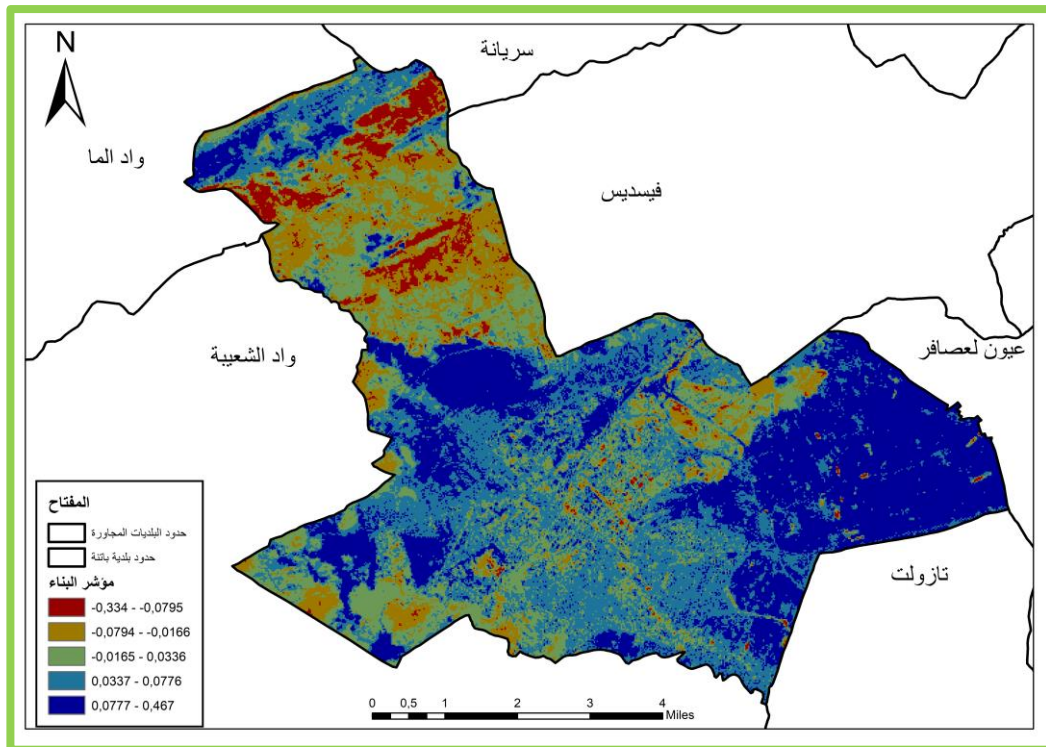 N
سريانة
واد الما
فيسديس
عيون لعصافر
واد الشعيبة
تازولت
المفتاح
حدود البلديات المجاورة
حدود بلدية باتنة
مؤشر البناء
-0,334 - -0,0795
-0,0794 - -0,0166
-0,0165 - 0,0336
0,0337 - 0,0776
0,0777 - 0,467
0 0,5 1 2 3 4
Miles